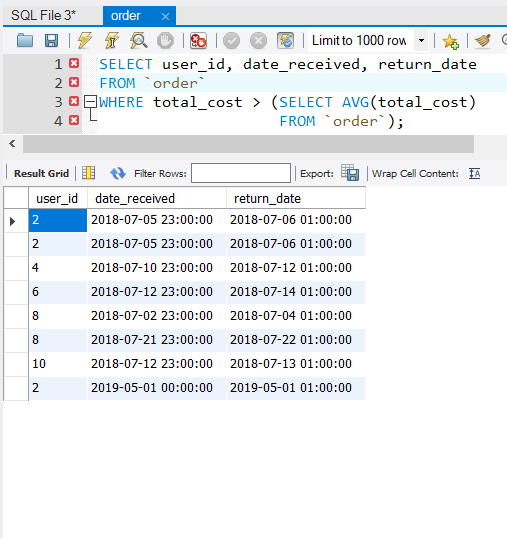 SQL File 3* order
Limit to 1000 row
1 SELECT user_id, date_received, return_date
2 FROM `order`
3 WHERE total_cost > (SELECT AVG(total_cost)
4 FROM `order`);
Result Grid Filter Rows: Export: Wrap Cell Content: IA
user_id date_received return_date
2 2018-07-05 23:00:00 2018-07-06 01:00:00
2 2018-07-05 23:00:00 2018-07-06 01:00:00
4 2018-07-10 23:00:00 2018-07-12 01:00:00
6 2018-07-12 23:00:00 2018-07-14 01:00:00
8 2018-07-02 23:00:00 2018-07-04 01:00:00
8 2018-07-21 23:00:00 2018-07-22 01:00:00
10 2018-07-12 23:00:00 2018-07-13 01:00:00
2 2019-05-01 00:00:00 2019-05-01 01:00:00